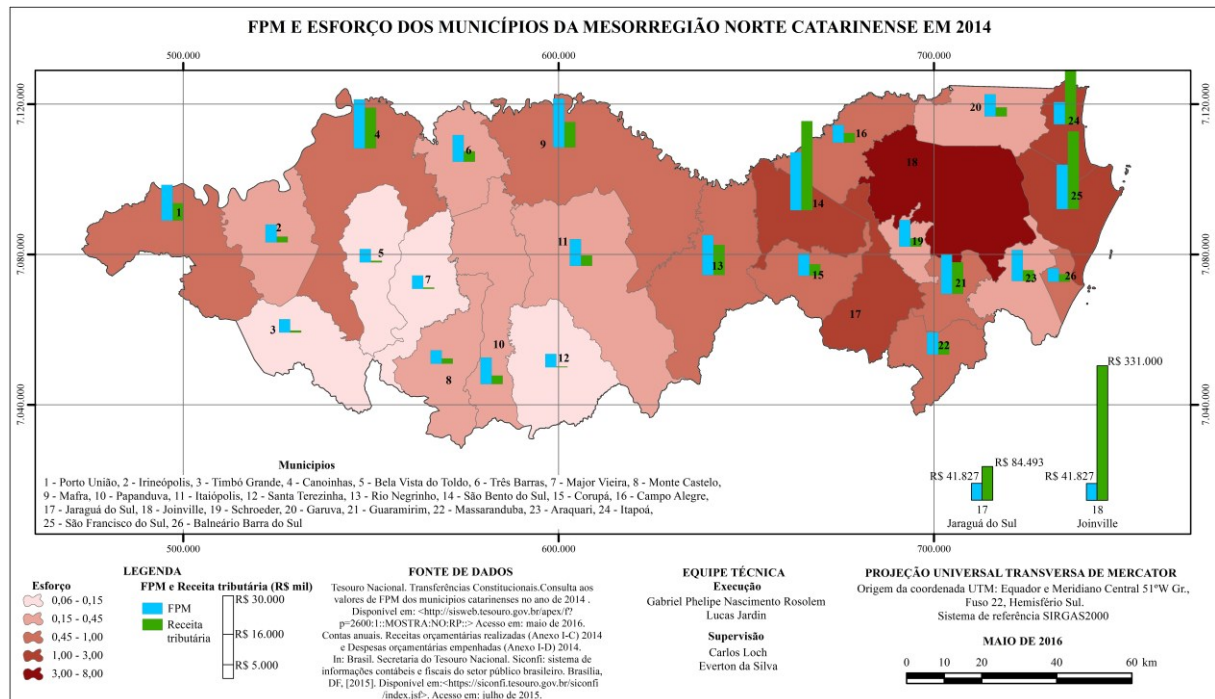 FPM E ESFORÇO DOS MUNICÍPIOS DA MESORREGIÃO NORTE CATARINENSE EM 2014
500.000
600.000
700.000
7.120.000
7.120.000
7.080.000
7.080.000
7.040.000
7.040.000
1
2
3
4
5
6
7
8
9
10
11
12
13
14
15
16
17
18
19
20
21
22
23
24
25
26
Municípios
1 - Porto União, 2 - Irineópolis, 3 - Timbó Grande, 4 - Canoinhas, 5 - Bela Vista do Toldo, 6 - Três Barras, 7 - Major Vieira, 8 - Monte Castelo,
9 - Mafra, 10 - Papanduva, 11 - Itaiópolis, 12 - Santa Terezinha, 13 - Rio Negrinho, 14 - São Bento do Sul, 15 - Corupá, 16 - Campo Alegre,
17 - Jaraguá do Sul, 18 - Joinville, 19 - Schroeder, 20 - Garuva, 21 - Guaramirim, 22 - Massaranduba, 23 - Araquari, 24 - Itapoá,
25 - São Francisco do Sul, 26 - Balneário Barra do Sul
R$ 331.000
R$ 84.493
R$ 41.827
R$ 41.827
17
18
Jaraguá do Sul
Joinville
500.000
600.000
700.000
LEGENDA
Esforço
0,06 - 0,15
0,15 - 0,45
0,45 - 1,00
1,00 - 3,00
3,00 - 8,00
FPM e Receita tributária (R$ mil)
FPM
Receita
tributária
R$ 30.000
R$ 16.000
R$ 5.000
FONTE DE DADOS
Tesouro Nacional. Transferências Constitucionais.Consulta aos
valores de FPM dos municípios catarinenses no ano de 2014 .
Disponível em: <http://sisweb.tesouro.gov.br/apex/f?
p=2600:1::MOSTRA:NO:RP::> Acesso em: maio de 2016.
Contas anuais. Receitas orçamentárias realizadas (Anexo I-C) 2014
e Despesas orçamentárias empenhadas (Anexo I-D) 2014.
In: Brasil. Secretaria do Tesouro Nacional. Siconfi: sistema de
informações contábeis e fiscais do setor público brasileiro. Brasília,
DF, [2015]. Disponível em:<https://siconfi.tesouro.gov.br/siconfi
/index.jsf>. Acesso em: julho de 2015.
EQUIPE TÉCNICA
Execução
Gabriel Phelipe Nascimento Rosolem
Lucas Jardin
Supervisão
Carlos Loch
Everton da Silva
PROJEÇÃO UNIVERSAL TRANSVERSA DE MERCATOR
Origem da coordenada UTM: Equador e Meridiano Central 51°W Gr.,
Fuso 22, Hemisfério Sul.
Sistema de referência SIRGAS2000
MAIO DE 2016
0 10 20 40 60 km